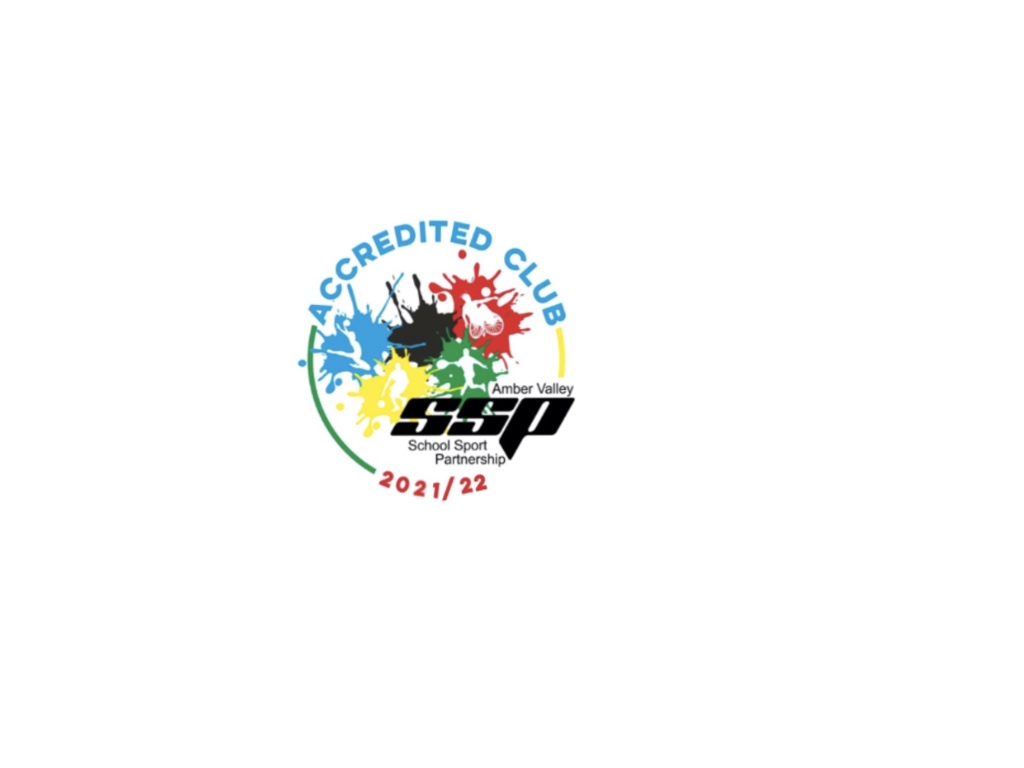 ACCREDITED CLUB
Amber Valley
ssp
School Sport
Partnership
2021/22